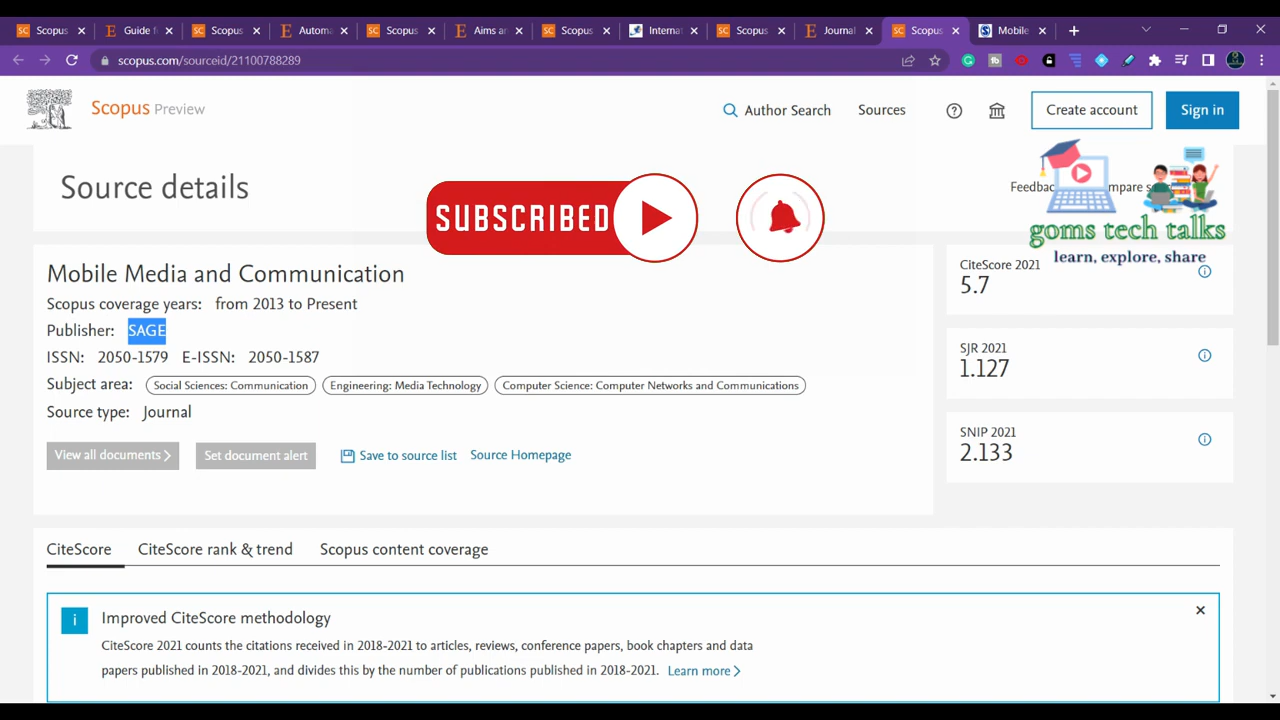 Scopus
Guide f
Scopus
Automa
Scopus
Aims an
Scopus
Internat
Scopus
Journal
Scopus
Mobile
scopus.com/sourceid/21100788289
Scopus Preview
Author Search
Sources
Create account
Sign in
Source details
SUBSCRIBED
Feedba
mpare s
goms tech talks
learn, explore, share
Mobile Media and Communication
Scopus coverage years: from 2013 to Present
Publisher: SAGE
ISSN: 2050-1579 E-ISSN: 2050-1587
Subject area: Social Sciences: Communication Engineering: Media Technology Computer Science: Computer Networks and Communications
Source type: Journal
View all documents
Set document alert
Save to source list
Source Homepage
CiteScore 2021
5.7
SJR 2021
1.127
SNIP 2021
2.133
CiteScore
CiteScore rank & trend
Scopus content coverage
Improved CiteScore methodology
CiteScore 2021 counts the citations received in 2018-2021 to articles, reviews, conference papers, book chapters and data
papers published in 2018-2021, and divides this by the number of publications published in 2018-2021. Learn more